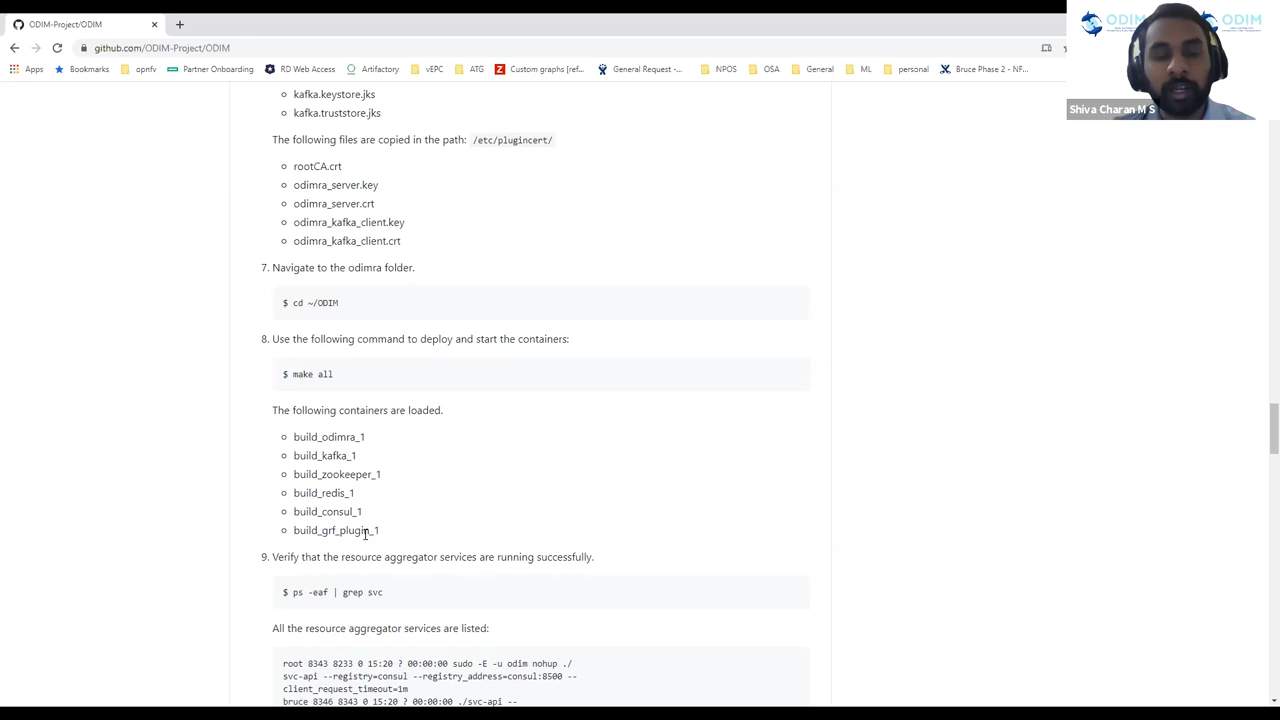 ODIM-Project/ODIM
github.com/ODIM-Project/ODIM
Apps
Bookmarks
opnfv
Partner Onboarding
RD Web Access
Artifactory
vEPC
ATG
Custom graphs [ref...
General Request -...
NPOS
OSA
General
ML
personal
Bruce Phase 2 - NF...
ODIM
ODIM
Shiva Charan M S
kafka.keystore.jks
kafka.truststore.jks
The following files are copied in the path: /etc/plugincert/
rootCA.crt
odimra_server.key
odimra_server.crt
odimra_kafka_client.key
odimra_kafka_client.crt
7. Navigate to the odimra folder.
$ cd ~/ODIM
8. Use the following command to deploy and start the containers:
$ make all
The following containers are loaded.
build_odimra_1
build_kafka_1
build_zookeeper_1
build_redis_1
build_consul_1
build_grf_plugin_1
9. Verify that the resource aggregator services are running successfully.
$ ps -eaf | grep svc
All the resource aggregator services are listed:
root 8343 8233 0 15:20 ? 00:00:00 sudo -E -u odim nohup ./
svc-api --registry=consul --registry_address=consul:8500 --
client_request_timeout=1m
bruce 8346 8343 0 15:20 ? 00:00:00 ./svc-api --